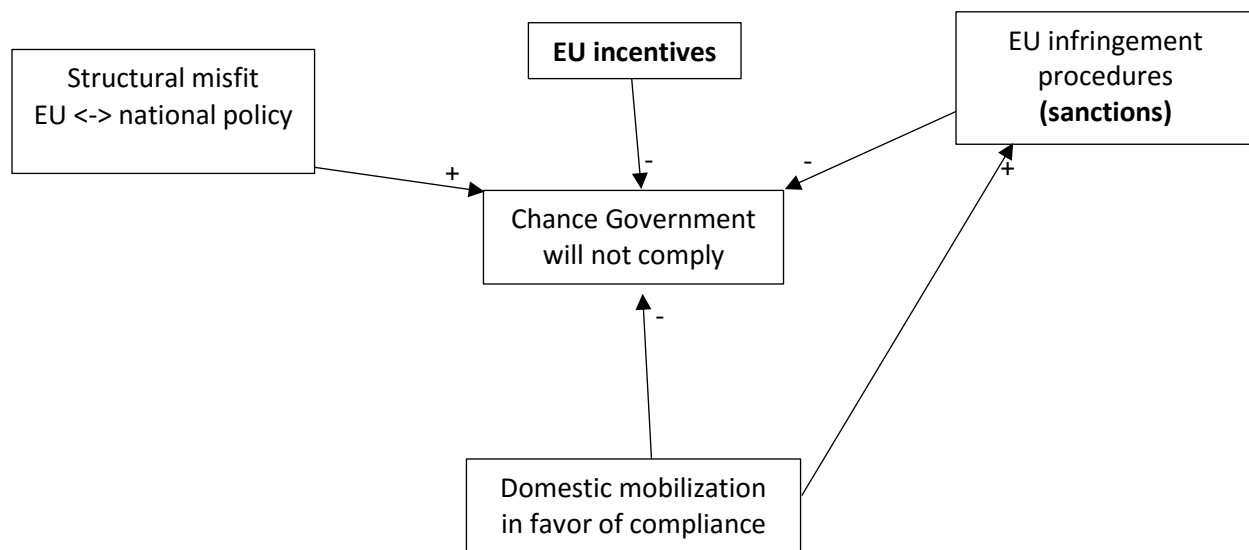 Structural misfit
EU <-> national policy
EU incentives
EU infringement
procedures
(sanctions)
+
-
-
+
Chance Government
will not comply
-
Domestic mobilization
in favor of compliance